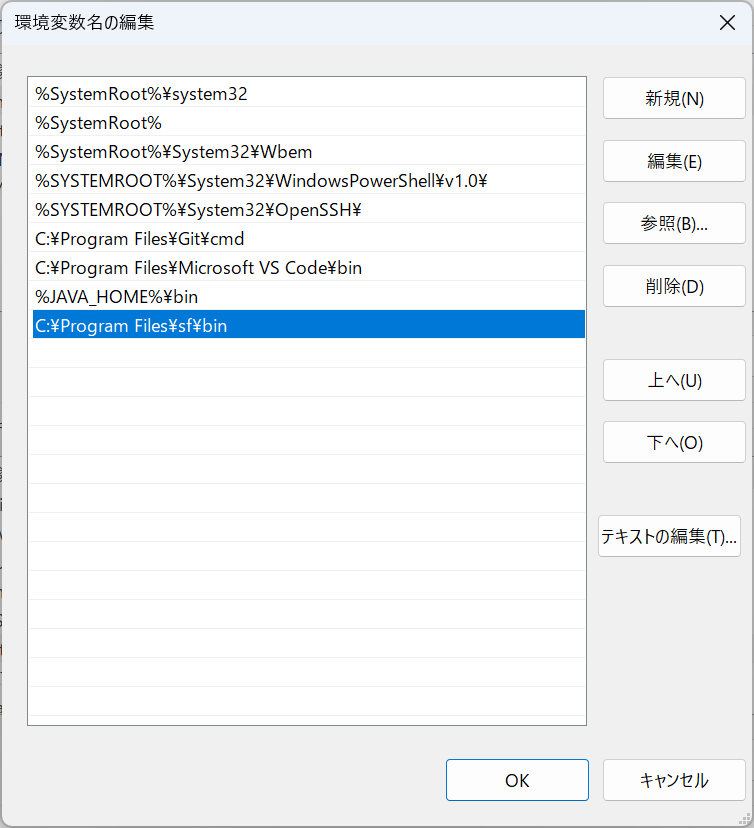 環境変数名の編集
%SystemRoot%¥system32
%SystemRoot%
%SystemRoot%¥System32¥Wbem
%SYSTEMROOT%¥System32¥WindowsPowerShell¥v1.0¥
%SYSTEMROOT%¥System32¥OpenSSH¥
C:¥Program Files¥Git¥cmd
C:¥Program Files¥Microsoft VS Code¥bin
%JAVA_HOME%¥bin
C:¥Program Files¥sf¥bin
新規(N)
編集(E)
参照(B)...
削除(D)
上へ(U)
下へ(O)
テキストの編集(T)...
OK
キャンセル